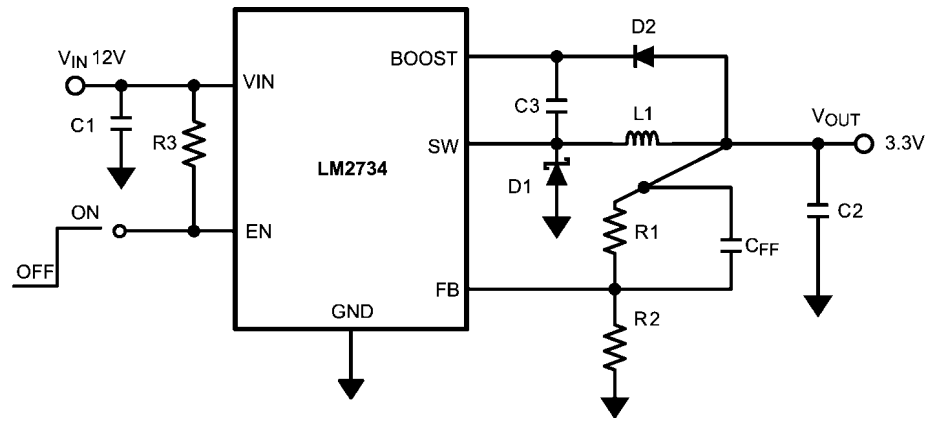 D2
BOOST
VIN 12V
VIN
C3
L1
C1
R3
SW
VOUT
3.3V
LM2734
D1
ON
EN
R1
CFF
C2
OFF
FB
GND
R2